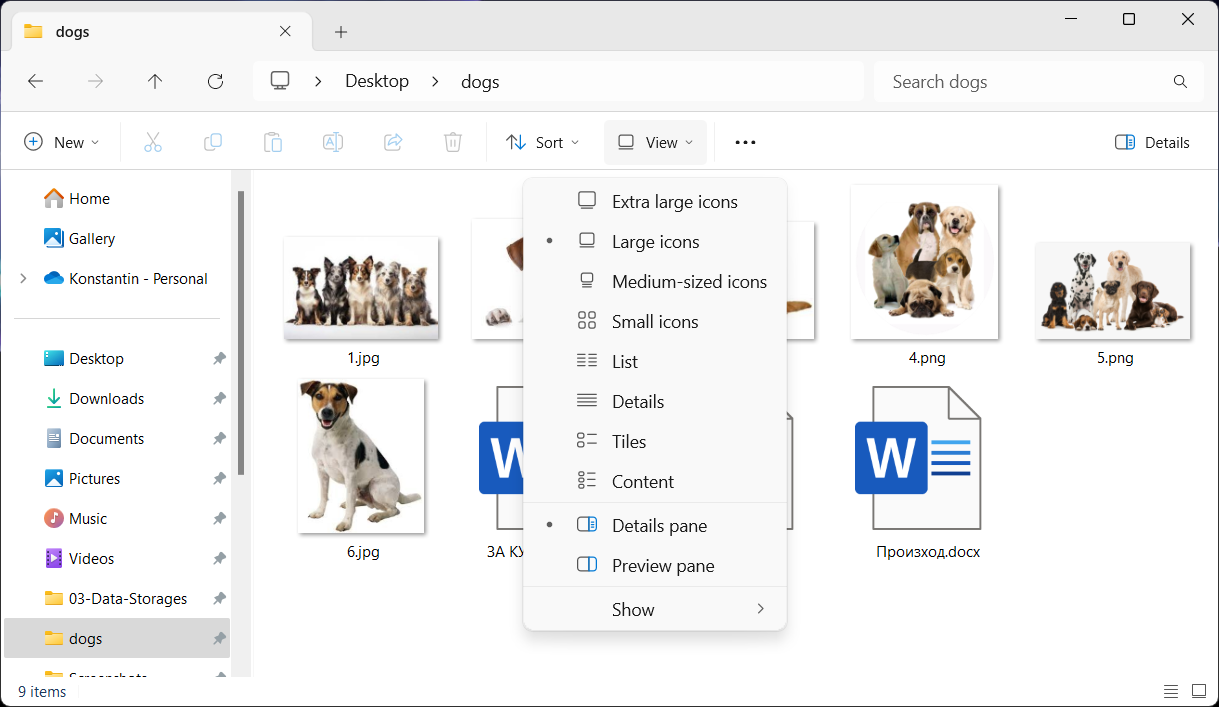 dogs
Desktop
dogs
Search dogs
New
Sort
View
Details
Home
Gallery
Konstantin - Personal
Desktop
Downloads
Documents
Pictures
Music
Videos
03-Data-Storages
dogs
Extra large icons
Large icons
Medium-sized icons
Small icons
List
Details
Tiles
Content
Details pane
Preview pane
Show
1.jpg
4.png
5.png
6.jpg
ЗА КУ
Произход.docx
W
W
9 items